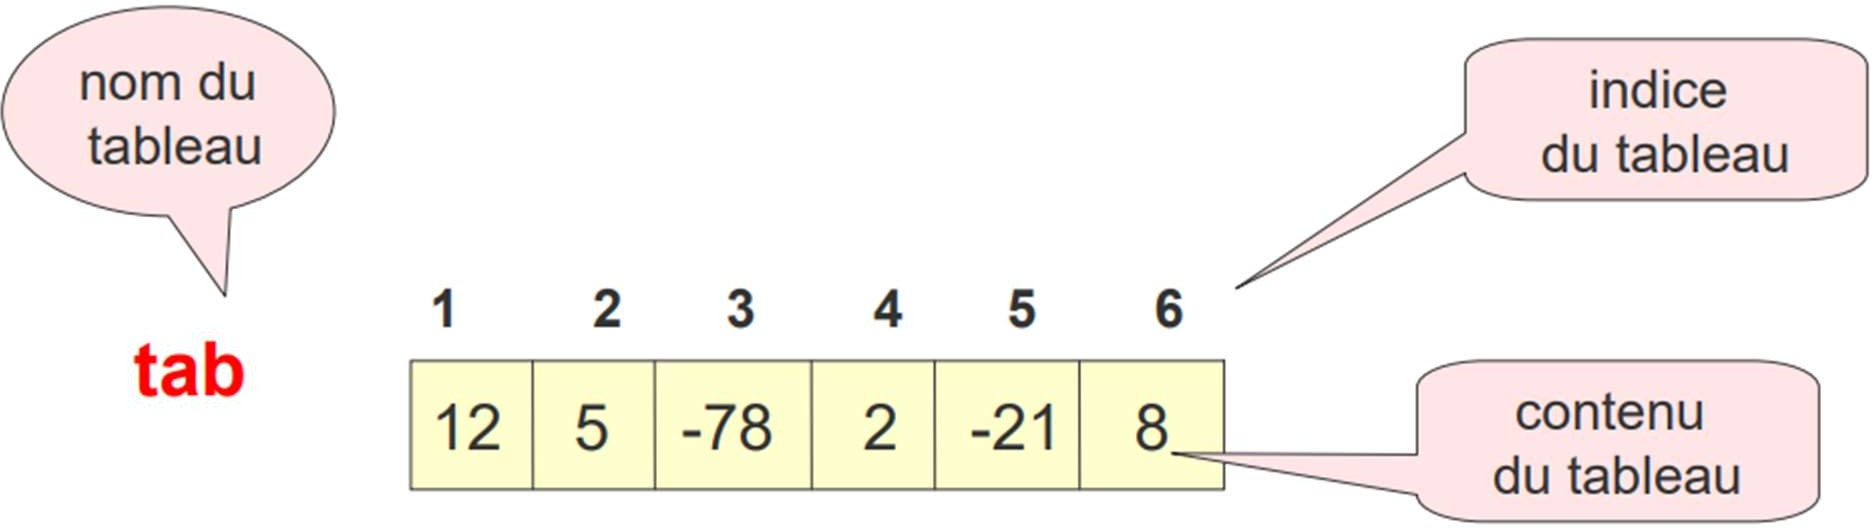 nom du
tableau
indice
du tableau
1 2 3 4 5 6
tab
12 5 -78 2 -21 8
contenu
du tableau